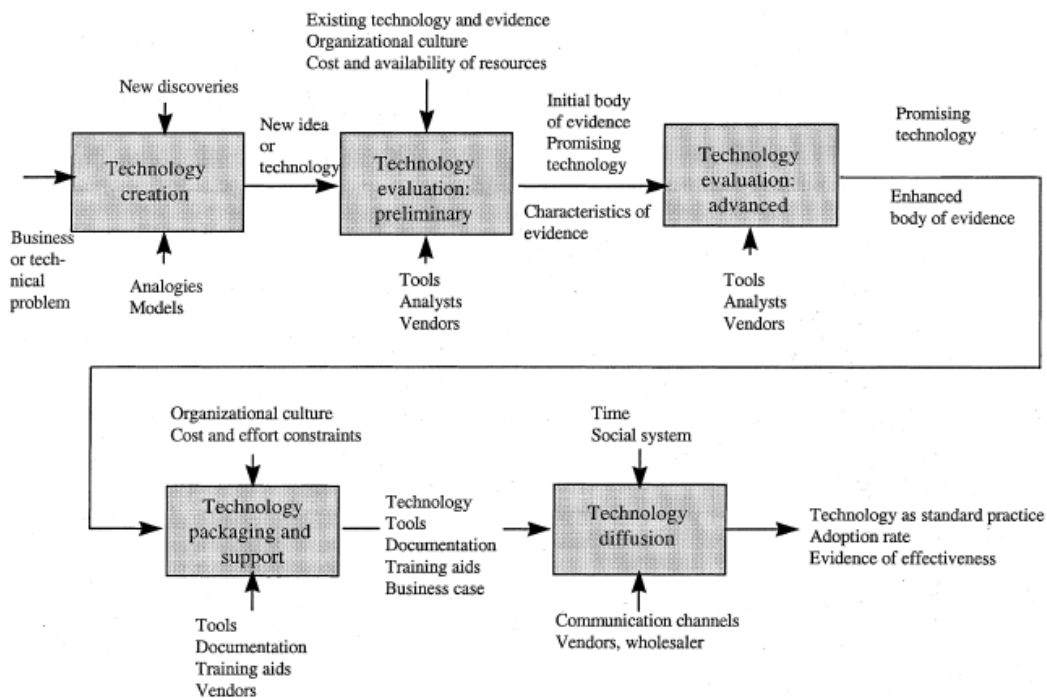 Existing technology and evidence
Organizational culture
Cost and availability of resources
New discoveries
New idea
or
technology
Initial body
of evidence
Promising
technology
Promising
technology
Technology
creation
Technology
evaluation:
preliminary
Technology
evaluation:
advanced
Characteristics of
evidence
Enhanced
body of evidence
Business
or tech-
nical
problem
Analogies
Models
Tools
Analysts
Vendors
Tools
Analysts
Vendors
Organizational culture
Cost and effort constraints
Time
Social system
Technology
packaging and
support
Technology
Tools
Documentation
Training aids
Business case
Technology
diffusion
Technology as standard practice
Adoption rate
Evidence of effectiveness
Tools
Documentation
Training aids
Vendors
Communication channels
Vendors, wholesaler